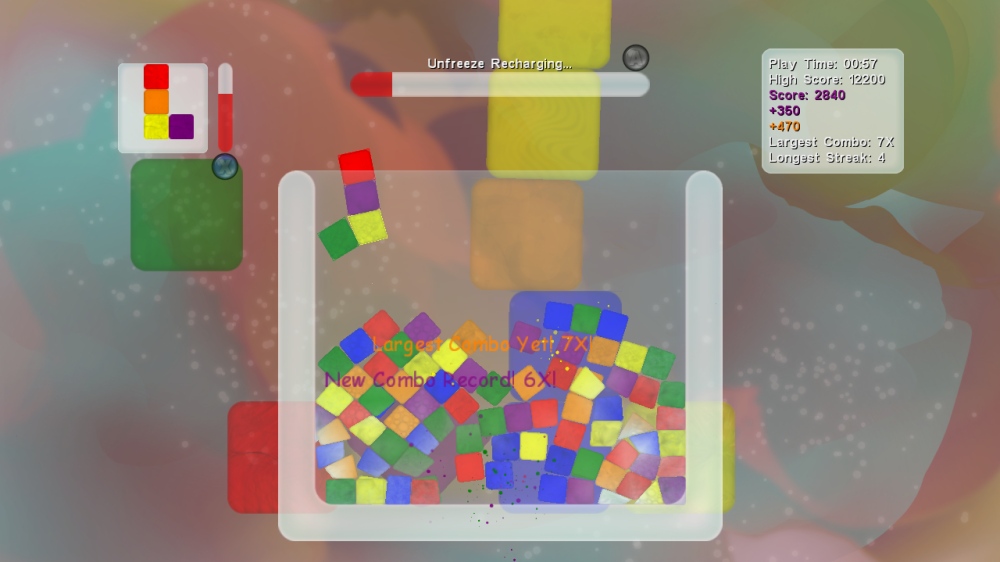 Unfreeze Recharging...
Play Time: 00:57
High Score: 12200
Score: 2840
+350
+470
Largest Combo: 7X
Longest Streak: 4
Largest Combo Yet! 7X!
New Combo Record! 6X!